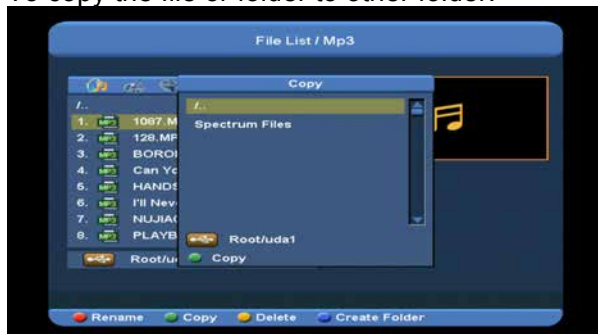 To copy the file or folder to other folder.
File List / Mp3
Copy
/..
/..
1. 1087.M
Spectrum Files
2. 128.MF
3. BOROI
4. Can Yo
5. HANDS
6. I'll Nev
7. NUJIAC
8. PLAYB
Root/uda1
Root/u
Copy
Rename Copy Delete Create Folder